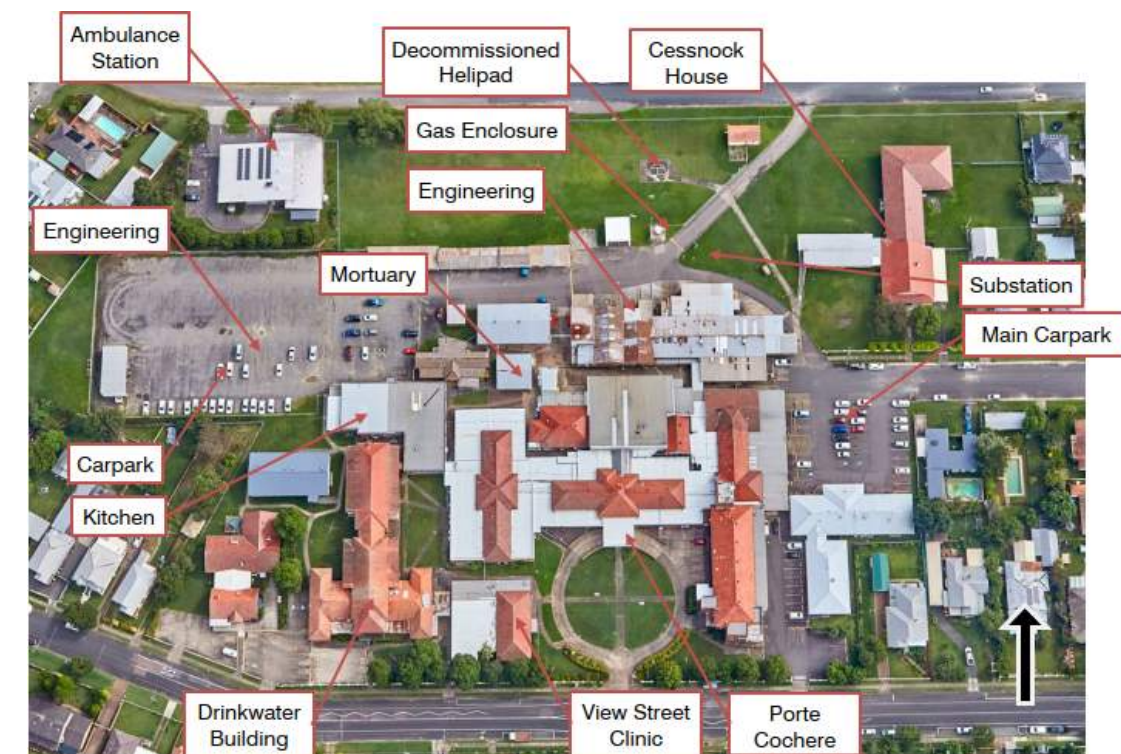 Ambulance
Station
Decommissioned
Helipad
Cessnock
House
Gas Enclosure
Engineering
Engineering
Mortuary
Substation
Main Carpark
Carpark
Kitchen
Drinkwater
Building
View Street
Clinic
Porte
Cochere